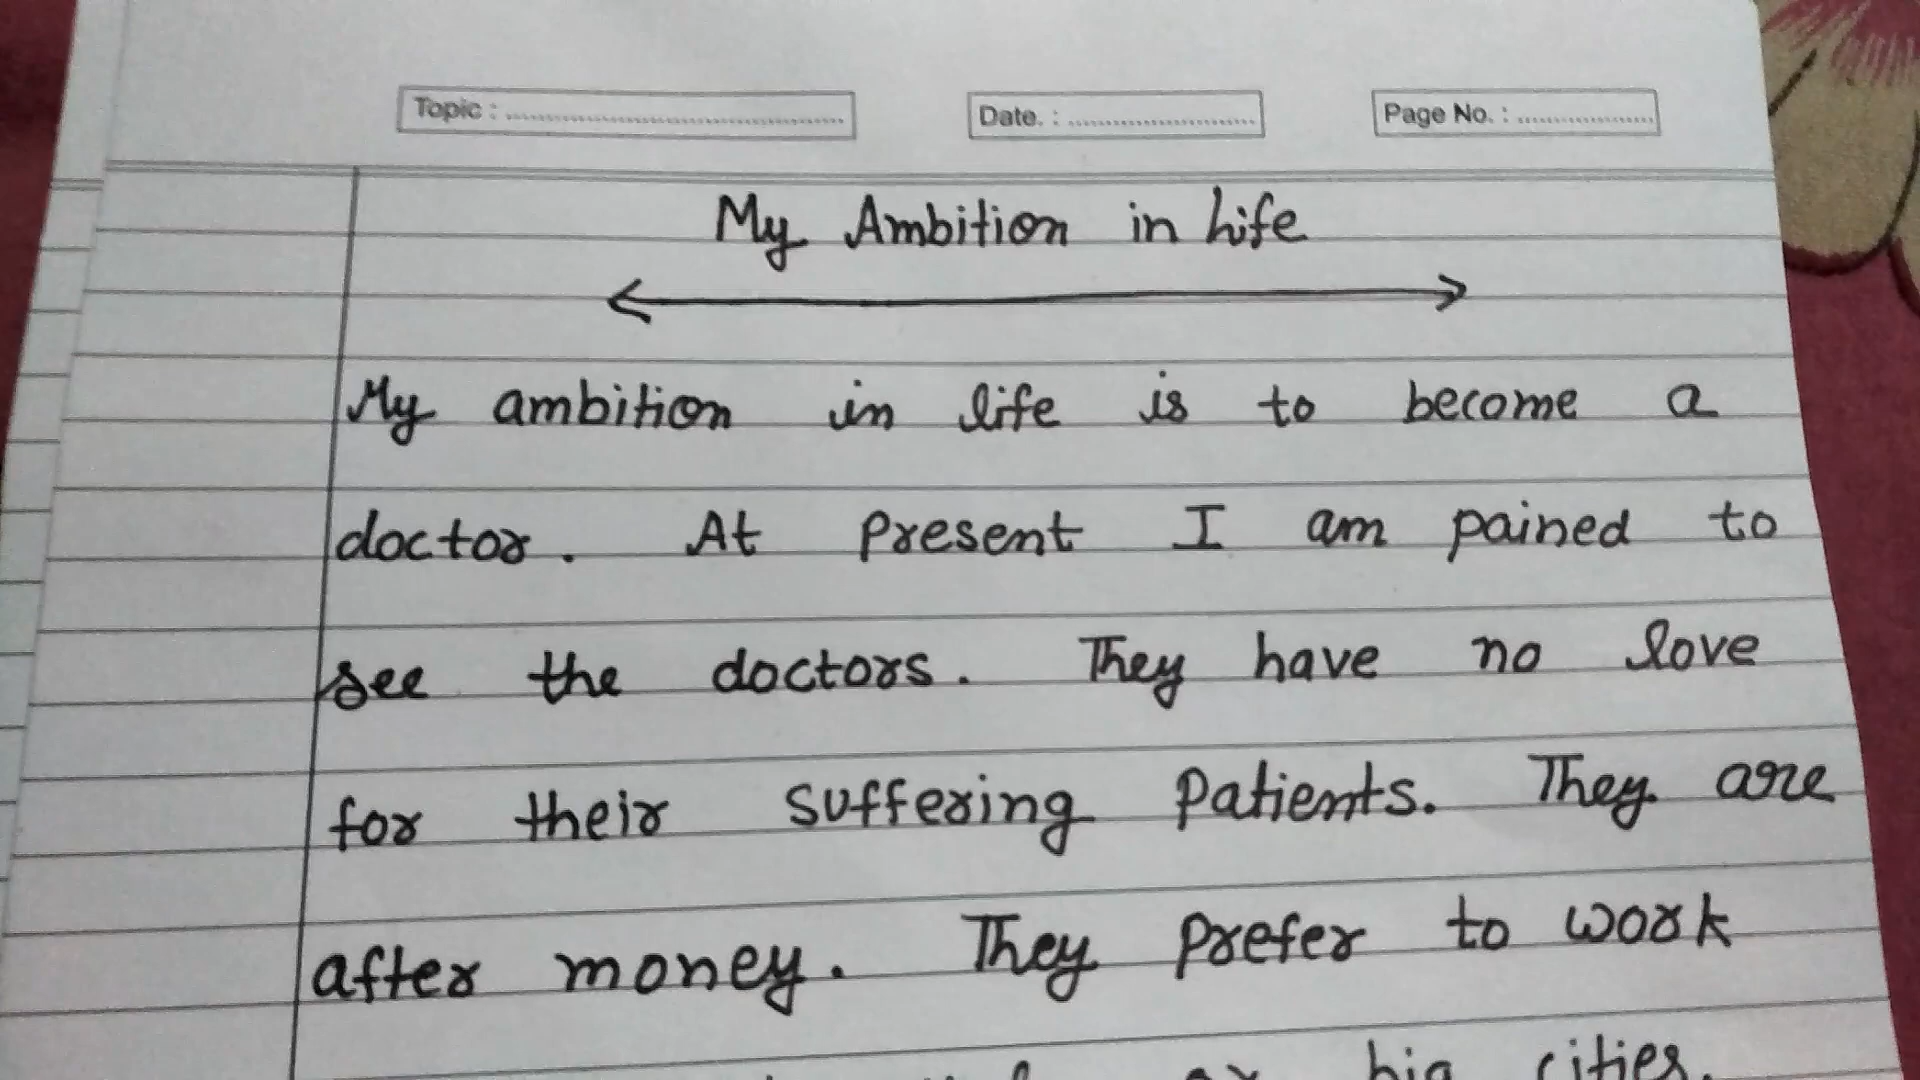 Topic : ........................
Date. : ........................
Page No. : ........................
My Ambition in Life
My ambition in life is to become a
doctor. At present I am pained to
see the doctors. They have no love
for their suffering Patients. They are
after money. They prefer to work
big cities.